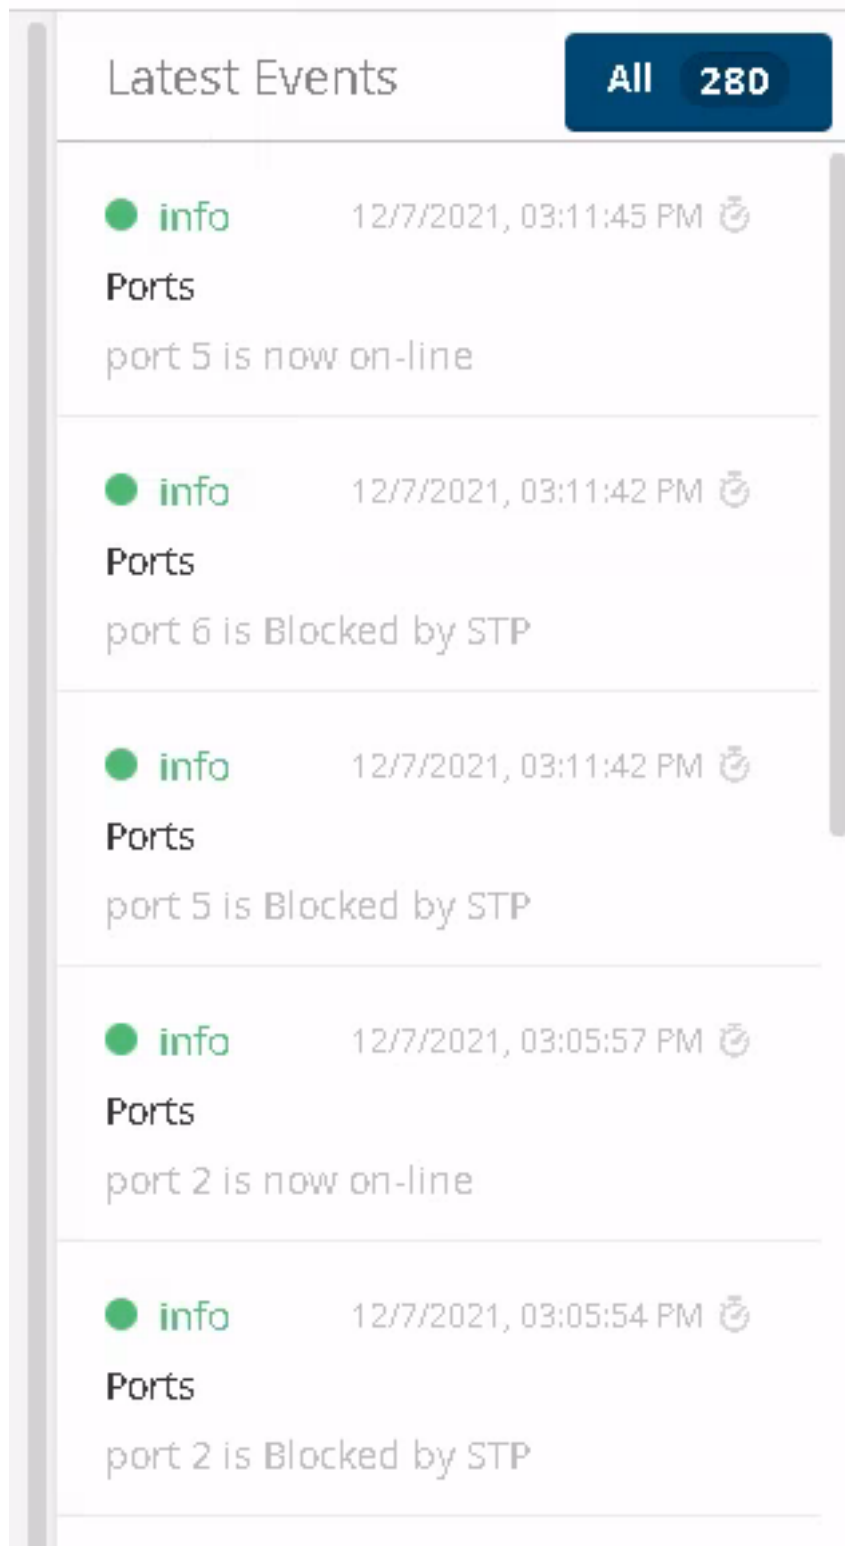 Latest Events All 280
info 12/7/2021, 03:11:45 PM
Ports
port 5 is now on-line
info 12/7/2021, 03:11:42 PM
Ports
port 6 is Blocked by STP
info 12/7/2021, 03:11:42 PM
Ports
port 5 is Blocked by STP
info 12/7/2021, 03:05:57 PM
Ports
port 2 is now on-line
info 12/7/2021, 03:05:54 PM
Ports
port 2 is Blocked by STP